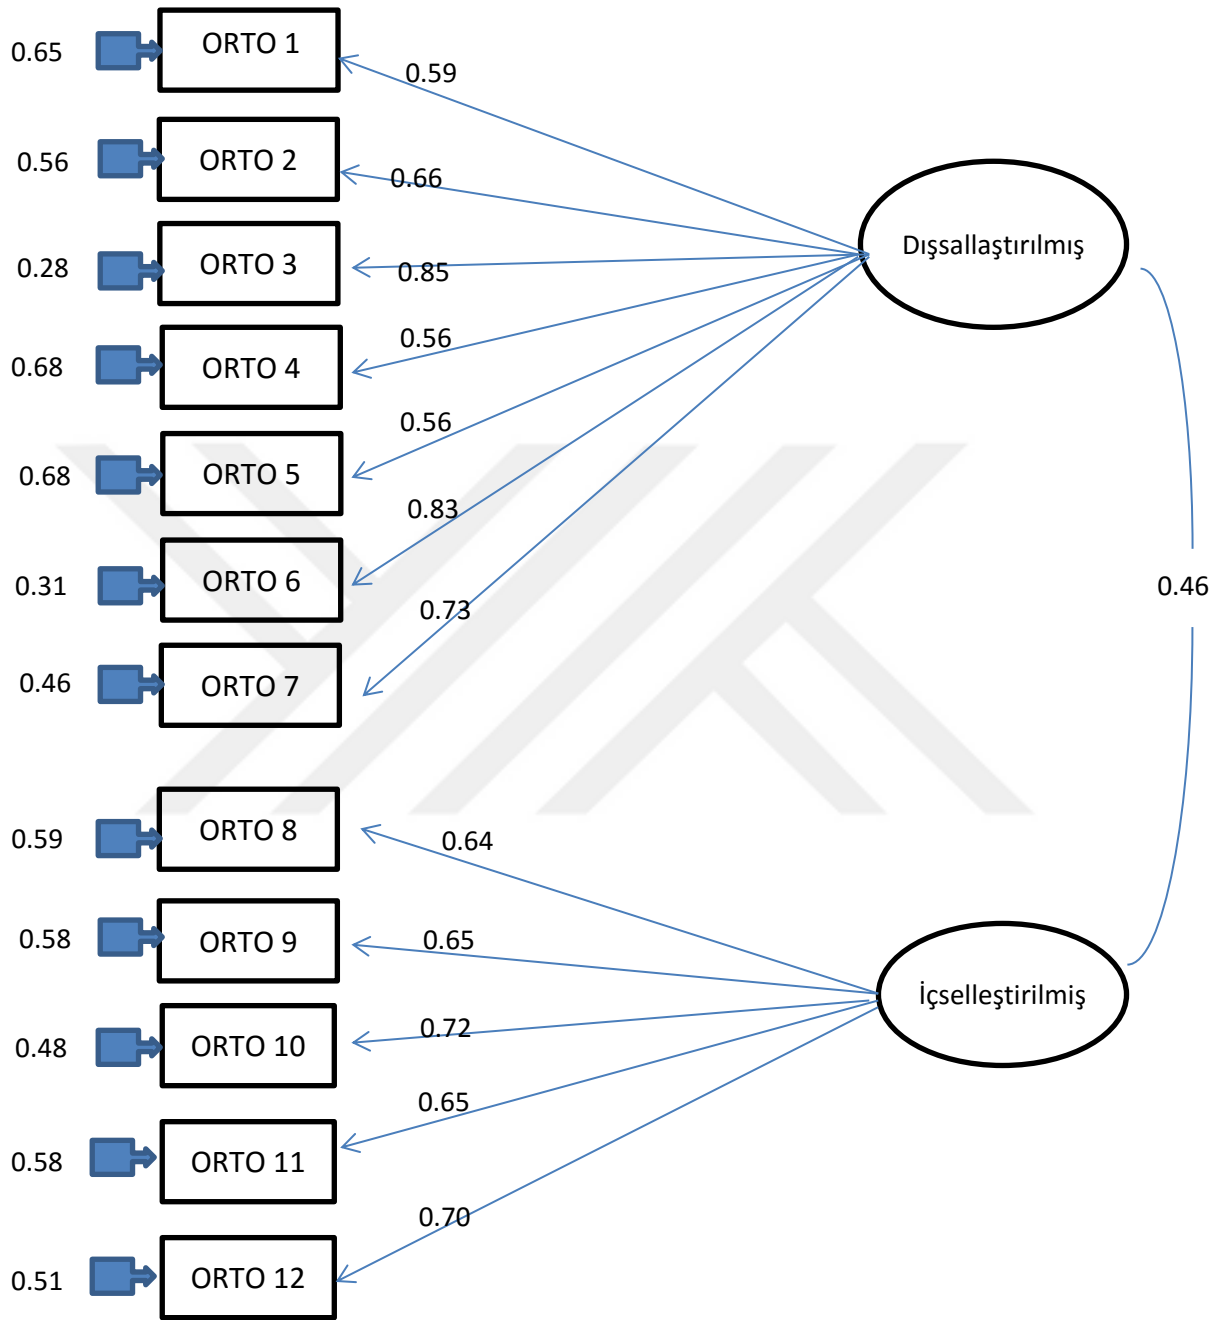 0.65 ORTO 1 0.59
0.56 ORTO 2 0.66
Dışsallaştırılmış
0.28 ORTO 3 0.85
0.68 ORTO 4 0.56
0.68 ORTO 5 0.56
0.31 ORTO 6 0.83
0.46
0.46 ORTO 7 0.73
0.59 ORTO 8 0.64
0.58 ORTO 9 0.65
İçselleştirilmiş
0.48 ORTO 10 0.72
0.58 ORTO 11 0.65
0.51 ORTO 12 0.70